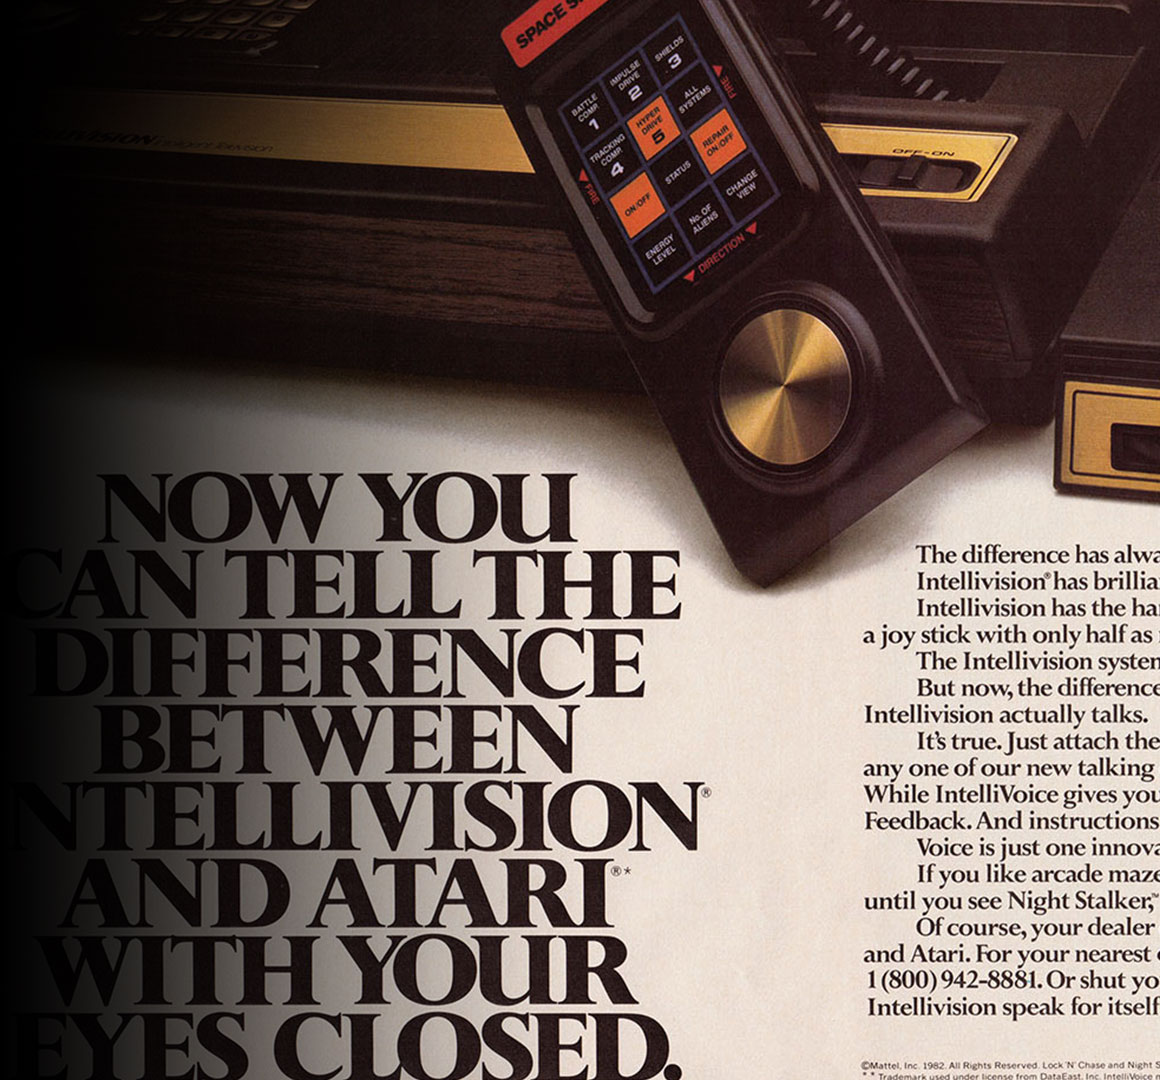 SPACE
BATTLE COMP. 1
IMPULSE DRIVE 2
SHIELDS 3
TRACKING COMP. 4
HYPER DRIVE 5
ALL SYSTEMS
ON/OFF
STATUS
REPAIR ON/OFF
ENERGY LEVEL
No. OF ALIENS
CHANGE VIEW
FIRE
FIRE
DIRECTION
Intelligent Television
OFF-ON
NOW YOU
CAN TELL THE
DIFFERENCE
BETWEEN
INTELLIVISION®
AND ATARI®*
WITH YOUR
EYES CLOSED.
The difference has alwa
Intellivision® has brillia
Intellivision has the ha
a joy stick with only half as
The Intellivision system
But now, the difference
Intellivision actually talks.
It's true. Just attach the
any one of our new talking
While IntelliVoice gives you
Feedback. And instructions
Voice is just one innova
If you like arcade maze
until you see Night Stalker,™
Of course, your dealer
and Atari. For your nearest
1 (800) 942-8881. Or shut yo
Intellivision speak for itself
©Mattel, Inc. 1982. All Rights Reserved. Lock 'N' Chase and Night S
** Trademark used under license from DataEast, Inc. IntelliVoice m